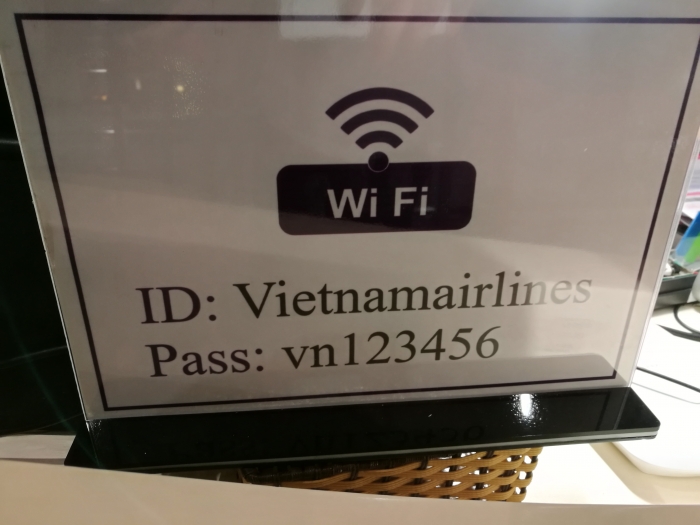 Wi Fi
ID: Vietnamairlines
Pass: vn123456